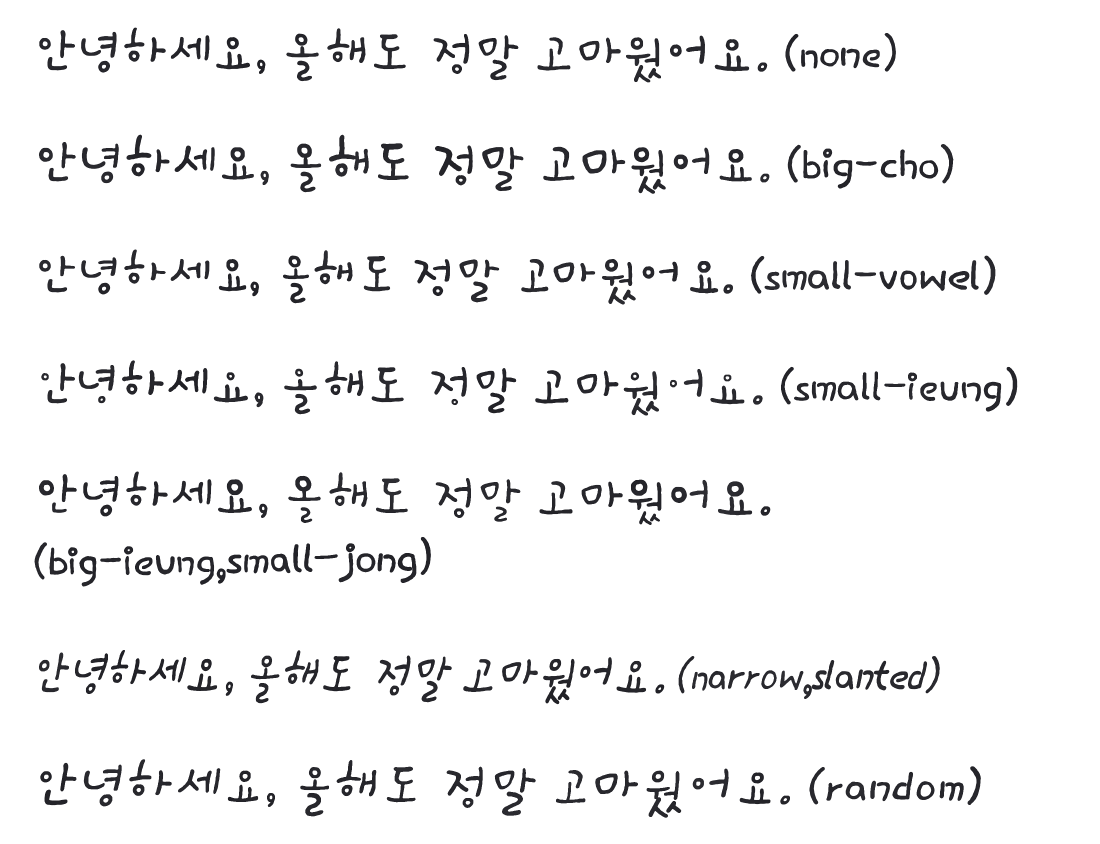 안녕하세요, 올해도 정말 고마웠어요. (none)
안녕하세요, 올해도 정말 고마웠어요. (big-cho)
안녕하세요, 올해도 정말 고마웠어요. (small-vowel)
안녕하세요, 올해도 정말 고마웠어요. (small-ieung)
안녕하세요, 올해도 정말 고마웠어요.
(big-ieung,small-jong)
안녕하세요, 올해도 정말 고마웠어요. (narrow,slanted)
안녕하세요, 올해도 정말 고마웠어요. (random)